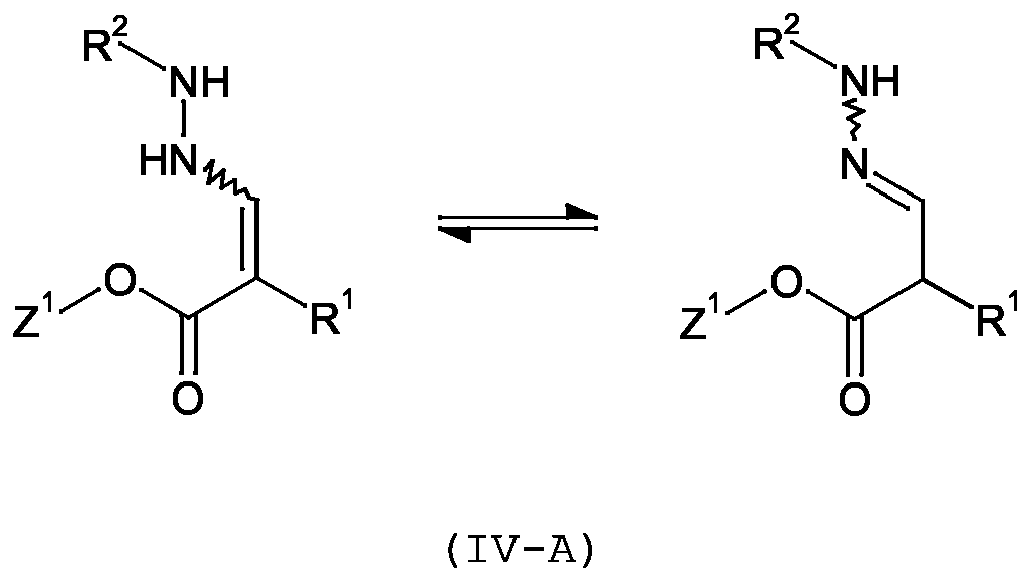 R² R²
NH NH
HN N
O O
Z¹ R¹ Z¹ R¹
O O
(IV-A)